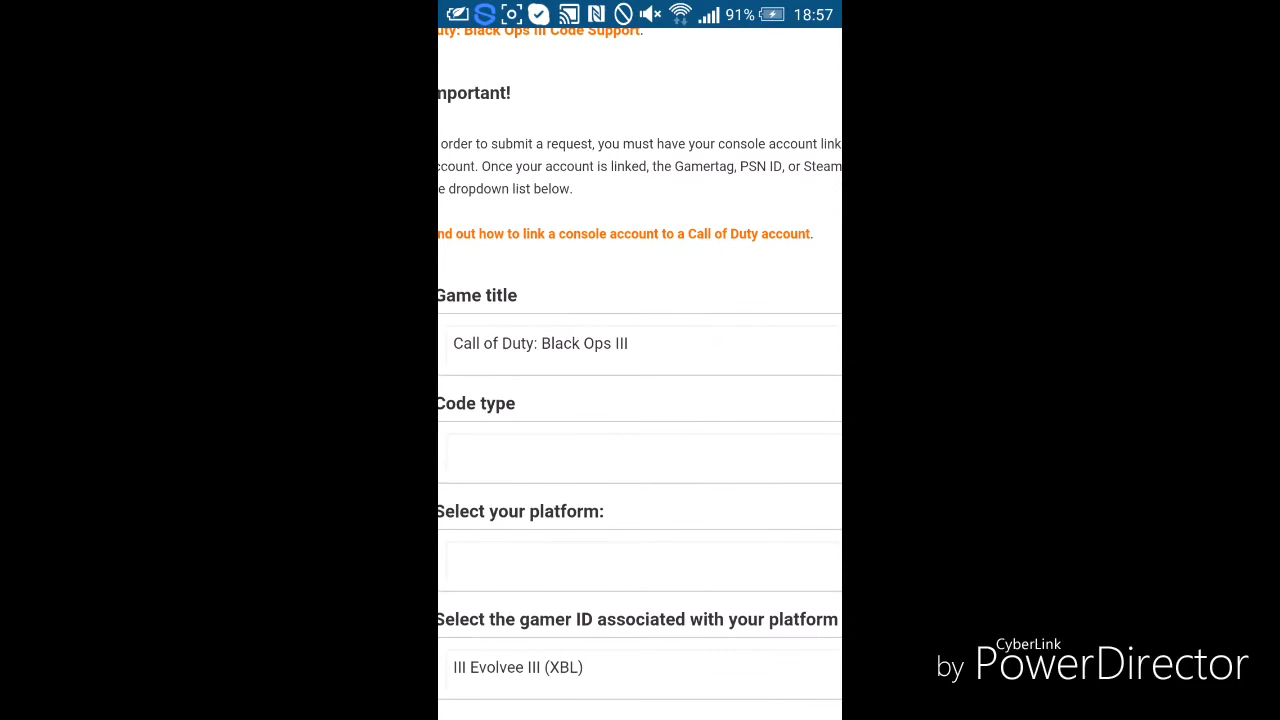 91% 18:57
uty: Black Ops III Code Support.
mportant!
order to submit a request, you must have your console account link
ccount. Once your account is linked, the Gamertag, PSN ID, or Steam
e dropdown list below.
nd out how to link a console account to a Call of Duty account.
Game title
Call of Duty: Black Ops III
Code type
Select your platform:
Select the gamer ID associated with your platform
III Evolvee III (XBL)
CyberLink
by PowerDirector